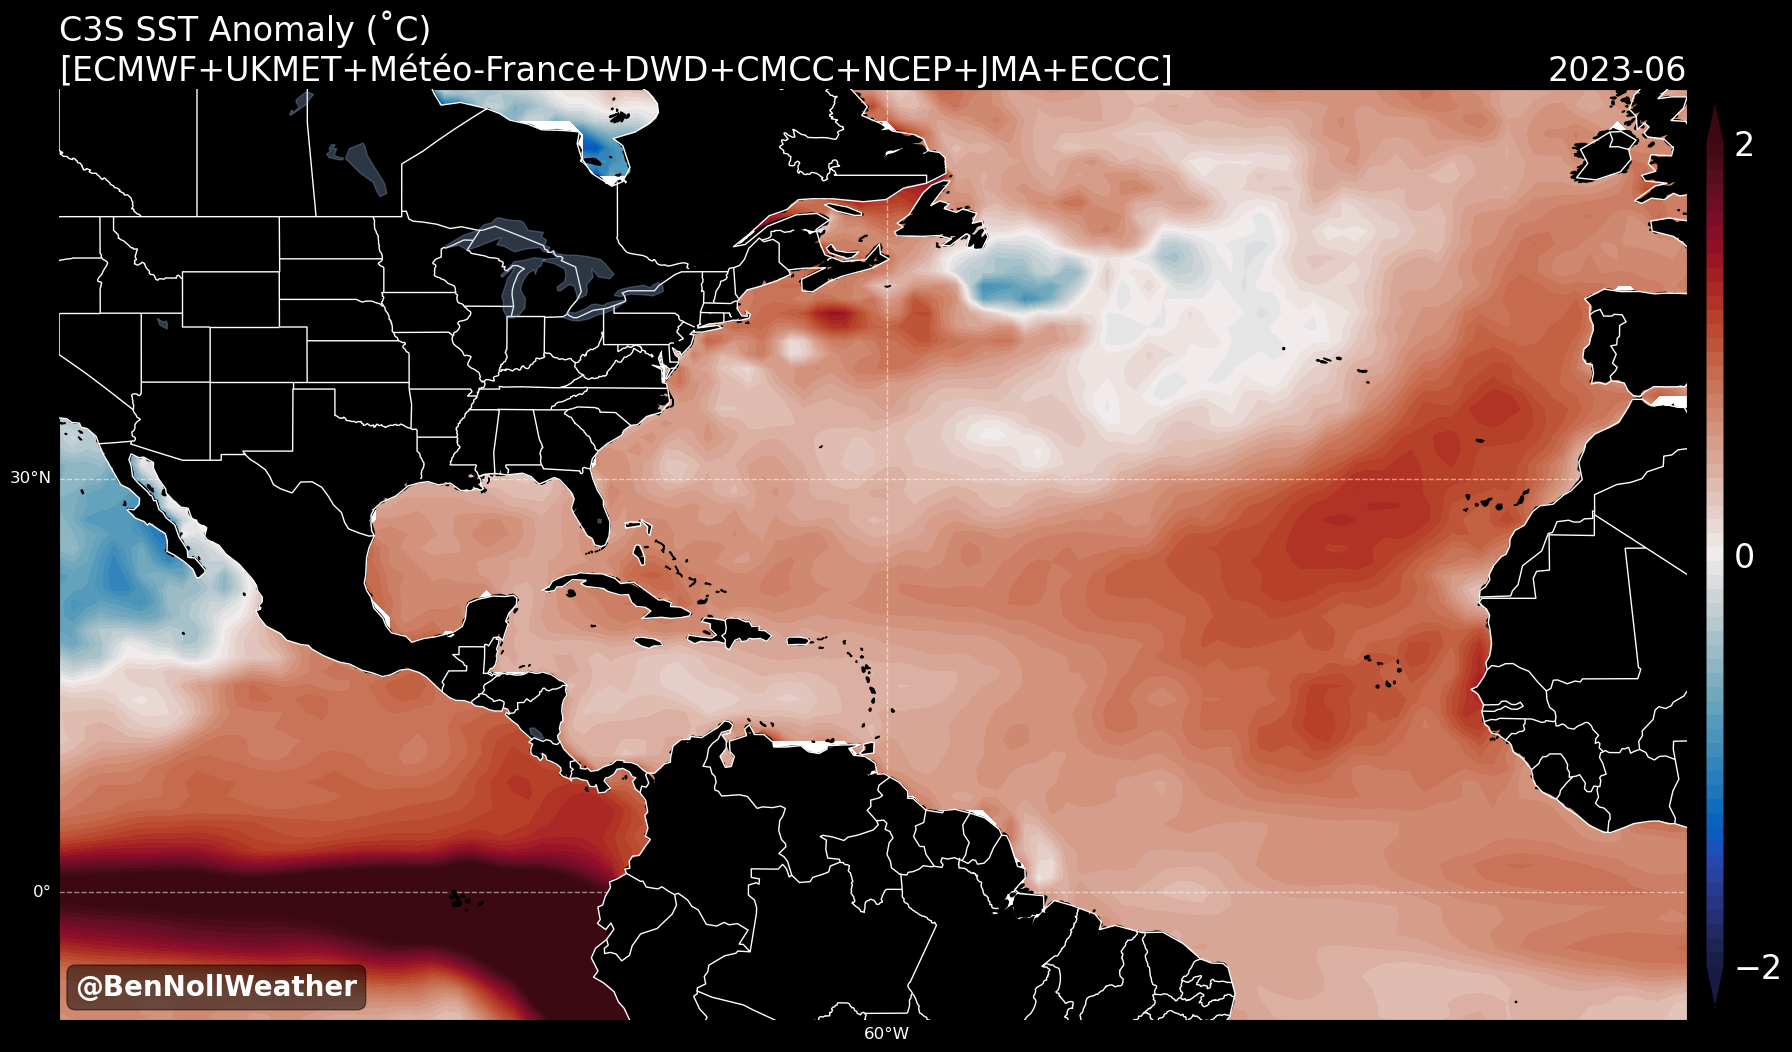 C3S SST Anomaly (˚C)
[ECMWF+UKMET+Météo-France+DWD+CMCC+NCEP+JMA+ECCC]
2023-06
2
0
−2
30°N
0°
60°W
@BenNollWeather